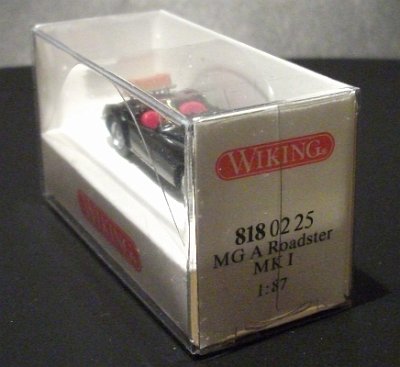 WIKING
818 02 25
MG A Roadster
MK I
1:87
WIKING